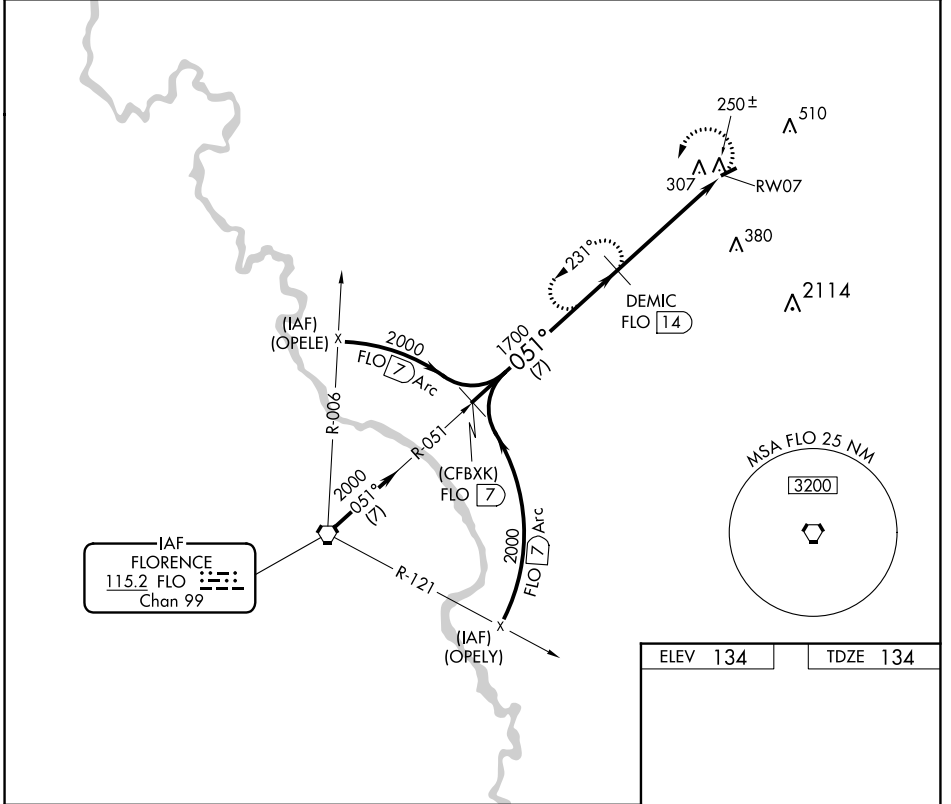 250 ±
510
307
RW07
380
231°
DEMIC
FLO 14
2114
(IAF)
(OPELE)
2000
FLO 7 Arc
1700
051°
(7)
R-006
R-051
(CFBXK)
FLO 7
2000
051°
(7)
MSA FLO 25 NM
3200
2000
FLO 7 Arc
IAF
FLORENCE
115.2 FLO
Chan 99
R-121
(IAF)
(OPELY)
ELEV 134
TDZE 134